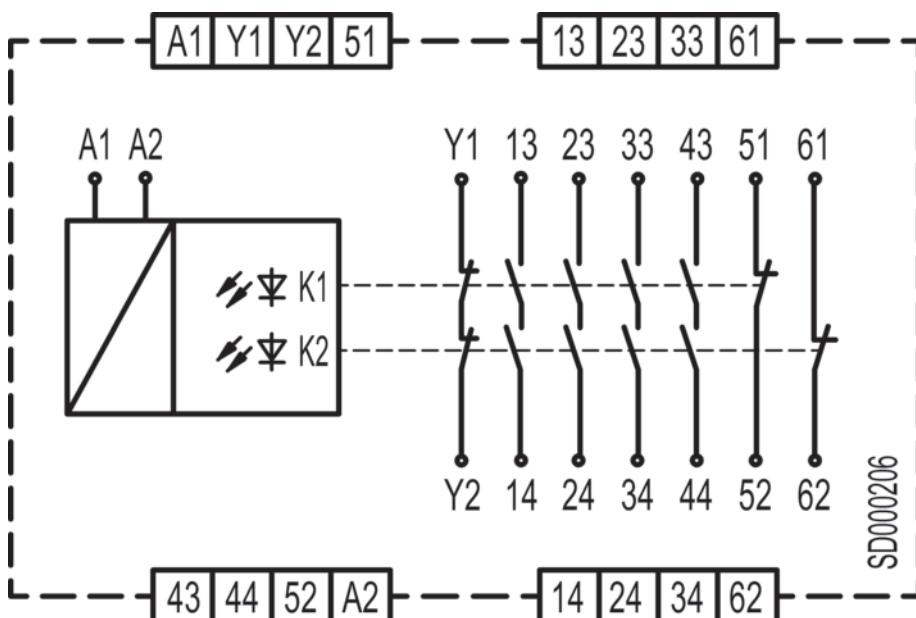 A1 Y1 Y2 51 13 23 33 61
A1 A2 Y1 13 23 33 43 51 61
K1
K2
Y2 14 24 34 44 52 62
SD000206
43 44 52 A2 14 24 34 62